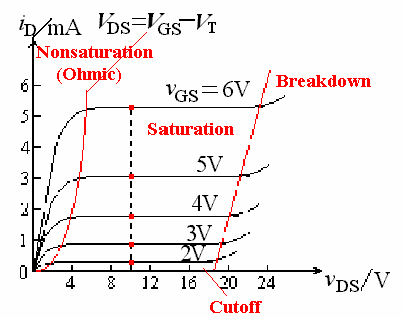 iD/mA VDS=VGS−VT
Nonsaturation
(Ohmic)
Breakdown
vGS=6V
6
5
Saturation
4
5V
3
4V
2
3V
1
2V
0
4 8 10 12 16 20 24 vDS/V
Cutoff